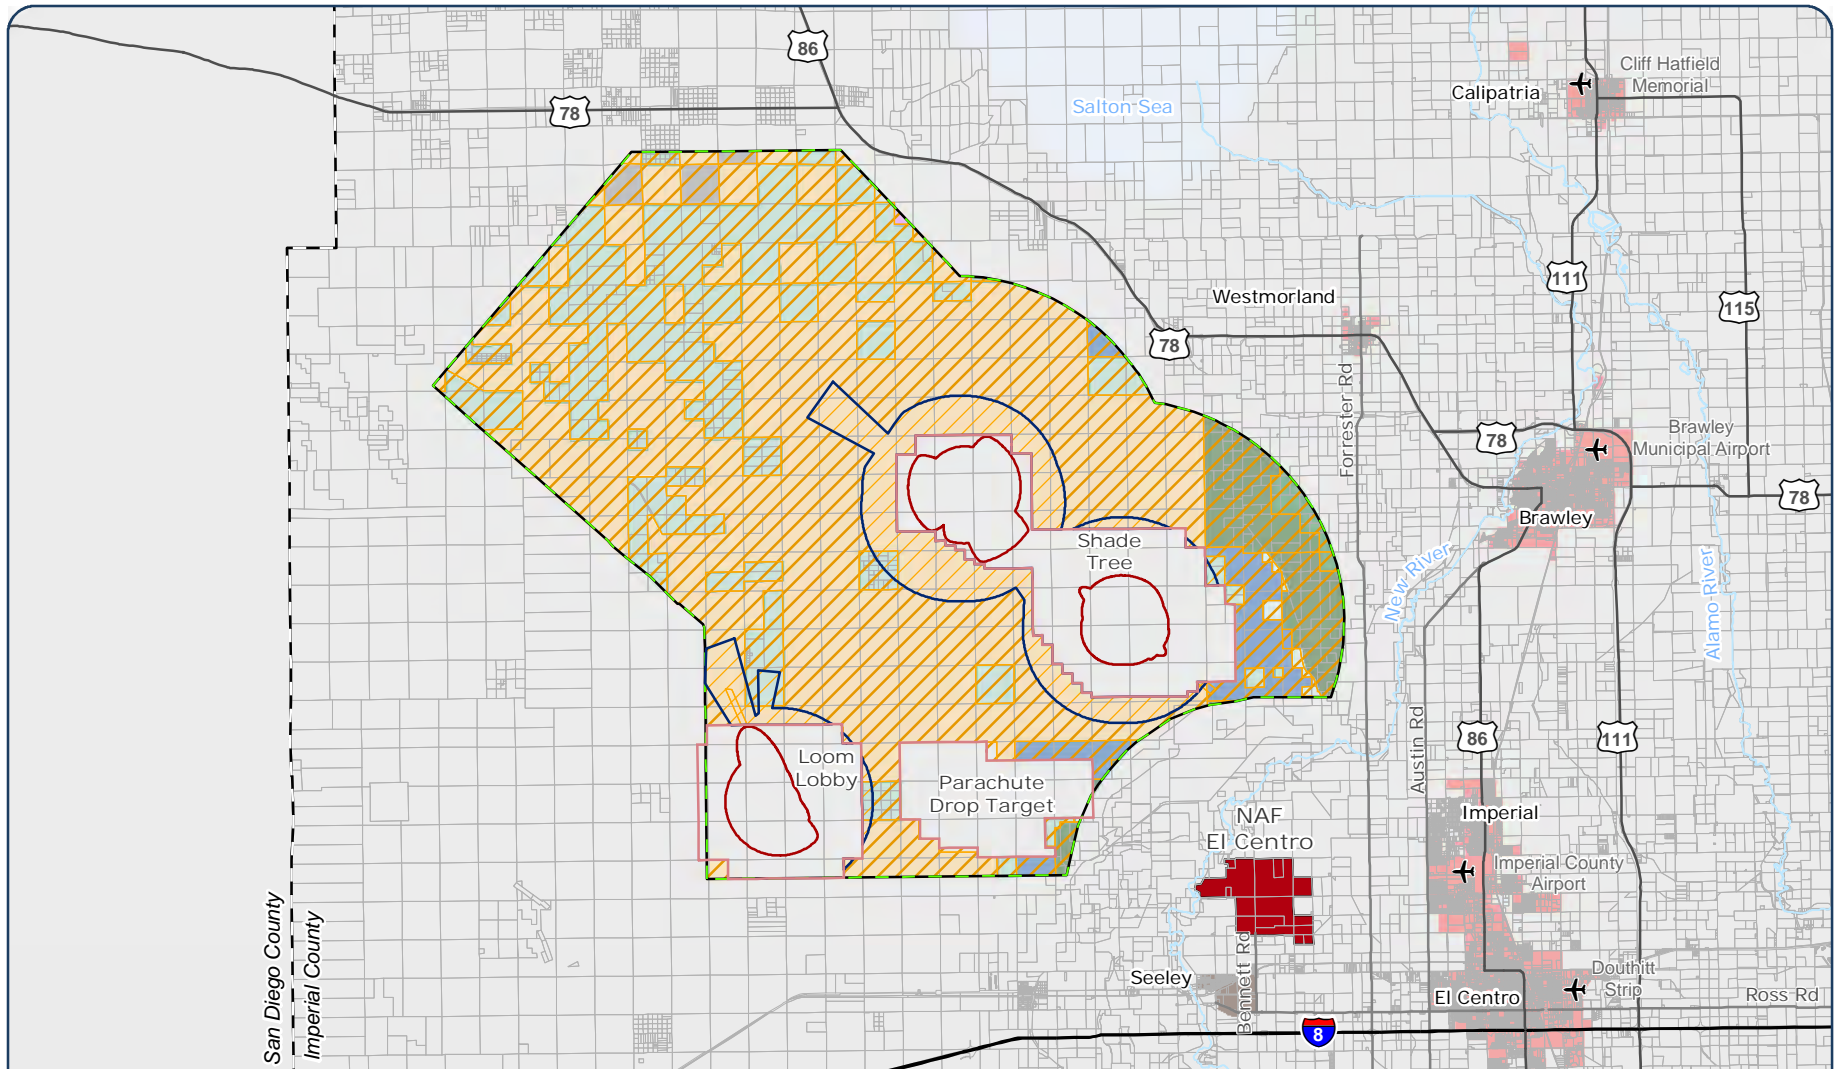 86
Cliff Hatfield
Memorial
Calipatria
78
Salton Sea
111
115
Westmorland
78
Forrester Rd
78
Brawley
Municipal Airport
78
Brawley
Shade
Tree
New River
Alamo River
Loom
Lobby
Parachute
Drop Target
Austin Rd
86
111
NAF
El Centro
Imperial
Imperial County
Airport
San Diego County
Imperial County
Seeley
Bennett Rd
Douthitt
Strip
El Centro
Ross Rd
8